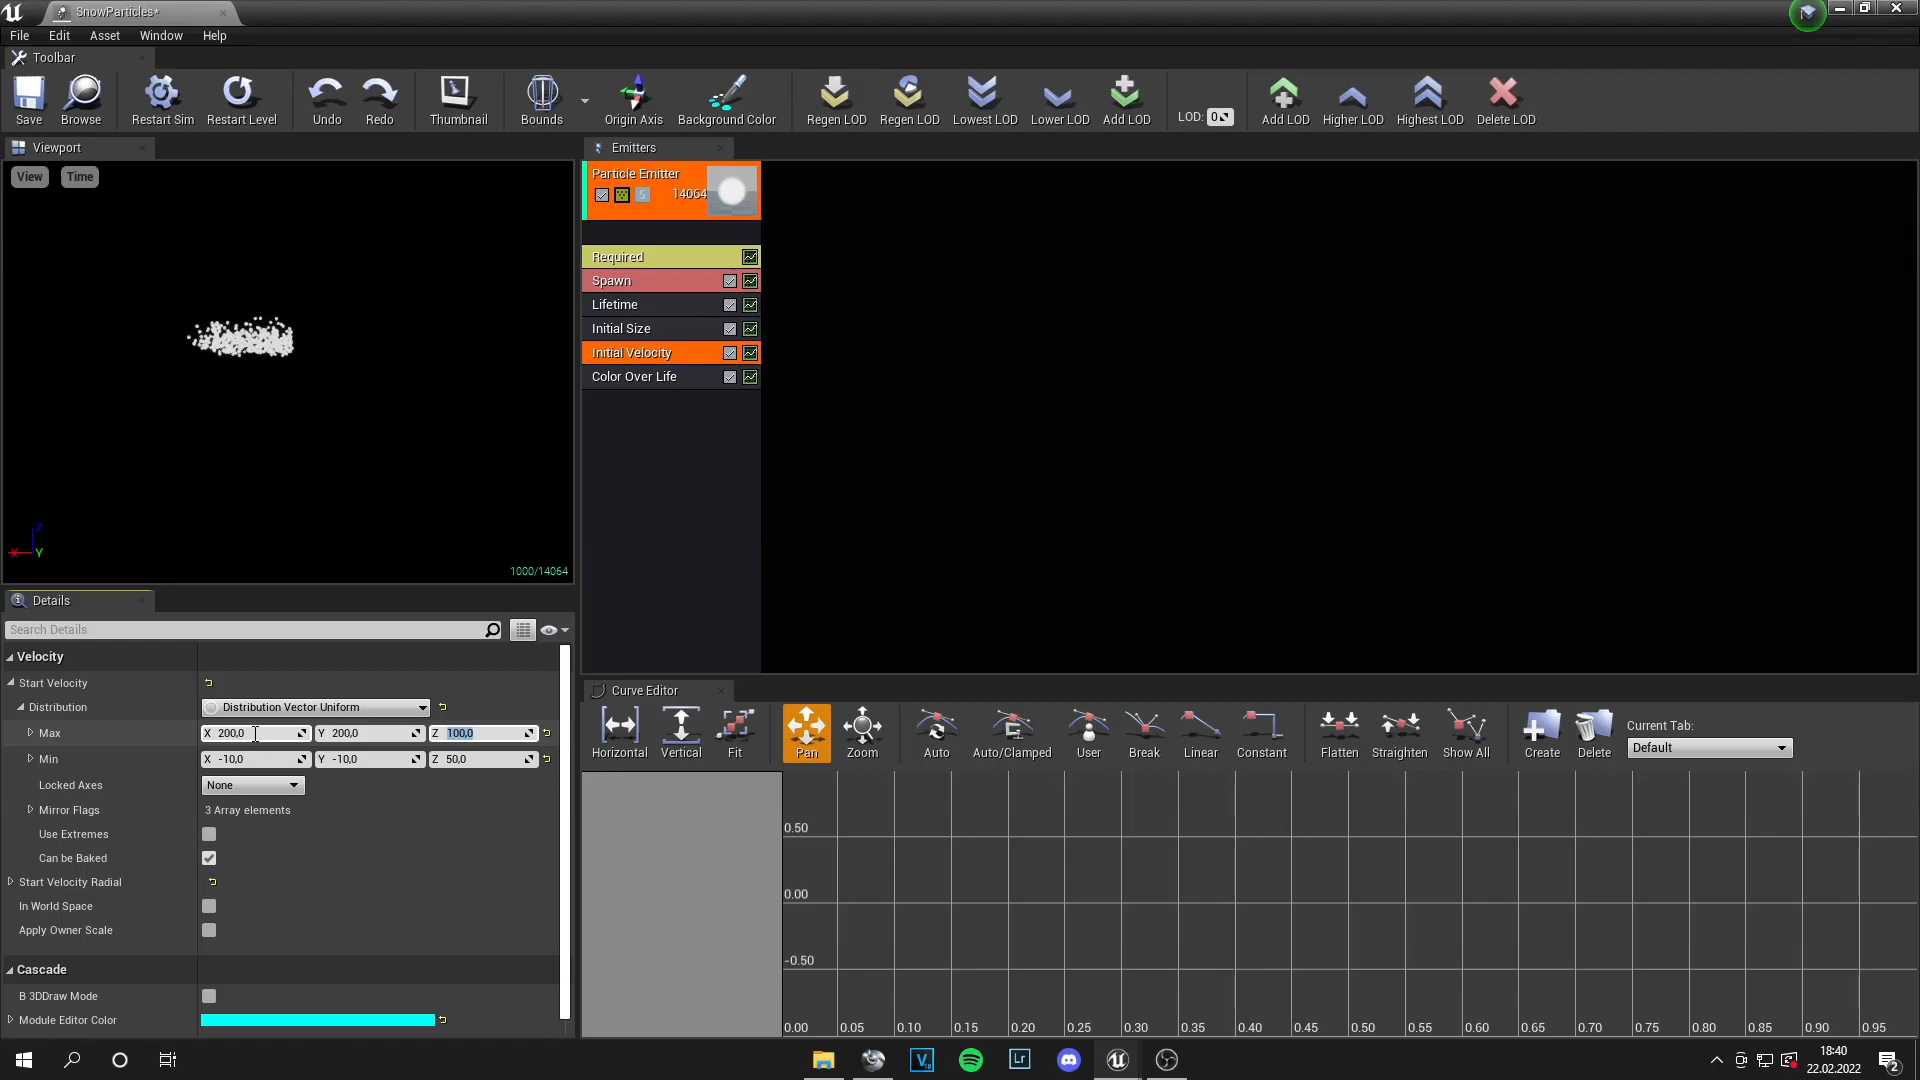 SnowParticles*
File Edit Asset Window Help
Toolbar
Save Browse Restart Sim Restart Level Undo Redo Thumbnail Bounds Origin Axis Background Color Regen LOD Regen LOD Lowest LOD Lower LOD Add LOD LOD: 0 Add LOD Higher LOD Highest LOD Delete LOD
Viewport
View Time
Z
X Y
1000/14064
Emitters
Particle Emitter
S 14064
Required
Spawn
Lifetime
Initial Size
Initial Velocity
Color Over Life
Details
Search Details
Velocity
Start Velocity
Distribution Distribution Vector Uniform
Max X 200,0 Y 200,0 Z 100,0
Min X -10,0 Y -10,0 Z 50,0
Locked Axes None
Mirror Flags 3 Array elements
Use Extremes
Can be Baked
Start Velocity Radial
In World Space
Apply Owner Scale
Cascade
B 3DDraw Mode
Module Editor Color
Curve Editor
Horizontal Vertical Fit Pan Zoom Auto Auto/Clamped User Break Linear Constant Flatten Straighten Show All Create Delete
Current Tab:
Default
0.50
0.00
-0.50
0.00 0.05 0.10 0.15 0.20 0.25 0.30 0.35 0.40 0.45 0.50 0.55 0.60 0.65 0.70 0.75 0.80 0.85 0.90 0.95
Lr
18:40
22.02.2022
2